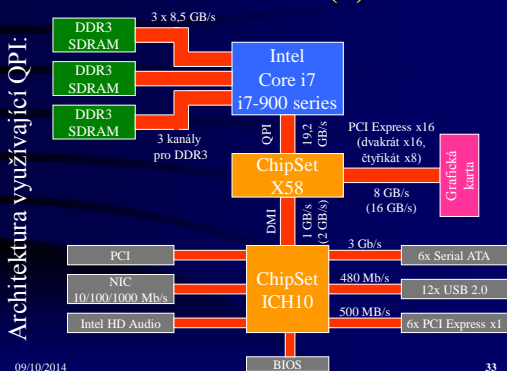 Architektura využívající QPI:
3 x 8,5 GB/s
DDR3
SDRAM
DDR3
SDRAM
DDR3
SDRAM
3 kanály
pro DDR3
Intel
Core i7
i7-900 series
QPI
19,2
GB/s
PCI Express x16
(dvakrát x16,
čtyřikát x8)
ChipSet
X58
8 GB/s
(16 GB/s)
Grafická
karta
DMI
1 GB/s
(2 GB/s)
PCI
NIC
10/100/1000 Mb/s
Intel HD Audio
ChipSet
ICH10
3 Gb/s
6x Serial ATA
480 Mb/s
12x USB 2.0
500 MB/s
6x PCI Express x1
BIOS
09/10/2014
33